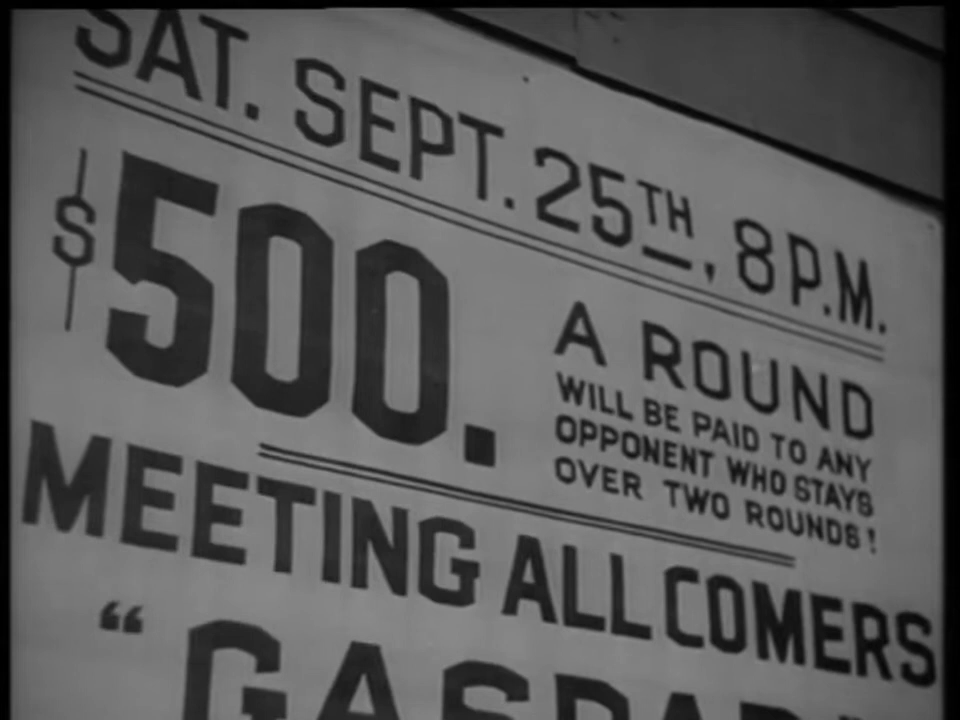 SAT. SEPT. 25TH, 8 P.M.
$500.
A ROUND
WILL BE PAID TO ANY
OPPONENT WHO STAYS
OVER TWO ROUNDS!
MEETING ALL COMERS
"GASPAR